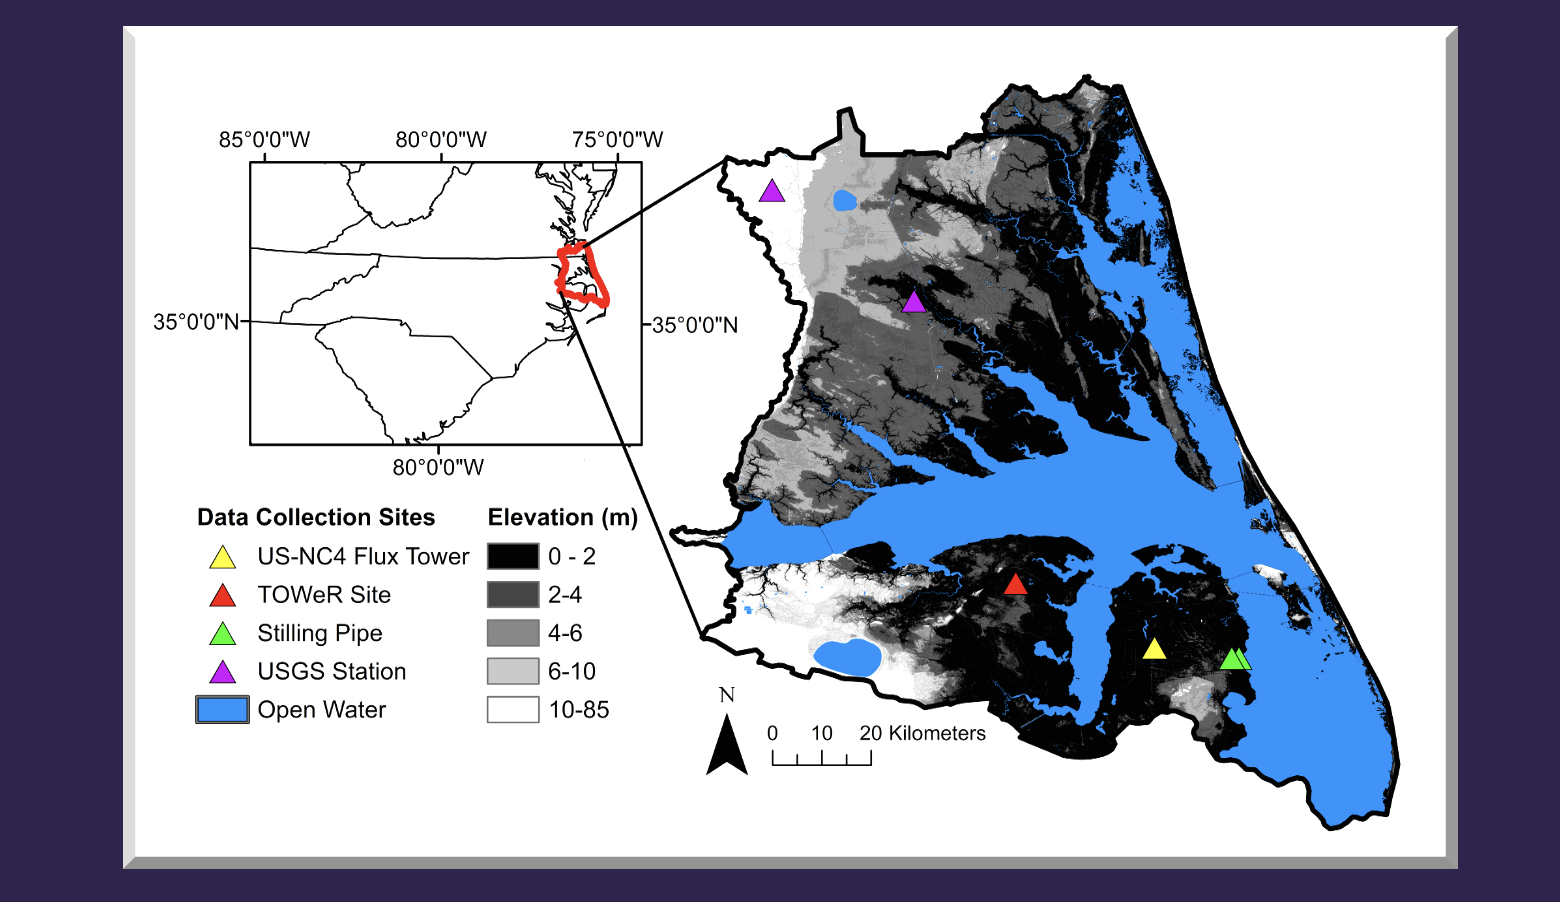 85°0'0"W 80°0'0"W 75°0'0"W
35°0'0"N
35°0'0"N
80°0'0"W
Data Collection Sites
US-NC4 Flux Tower
TOWeR Site
Stilling Pipe
USGS Station
Open Water
Elevation (m)
0 - 2
2-4
4-6
6-10
10-85
N
0 10 20 Kilometers